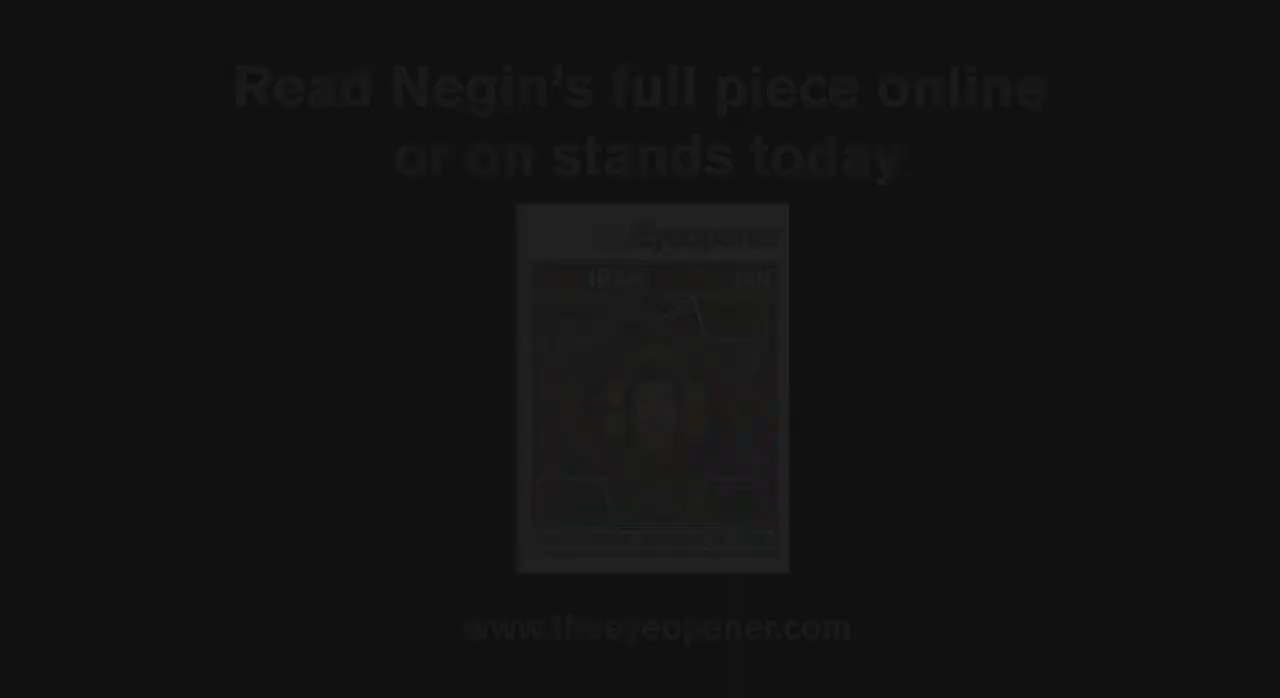 Read Negin's full piece online
or on stands today.
Eyeopener
www.theeyeopener.com